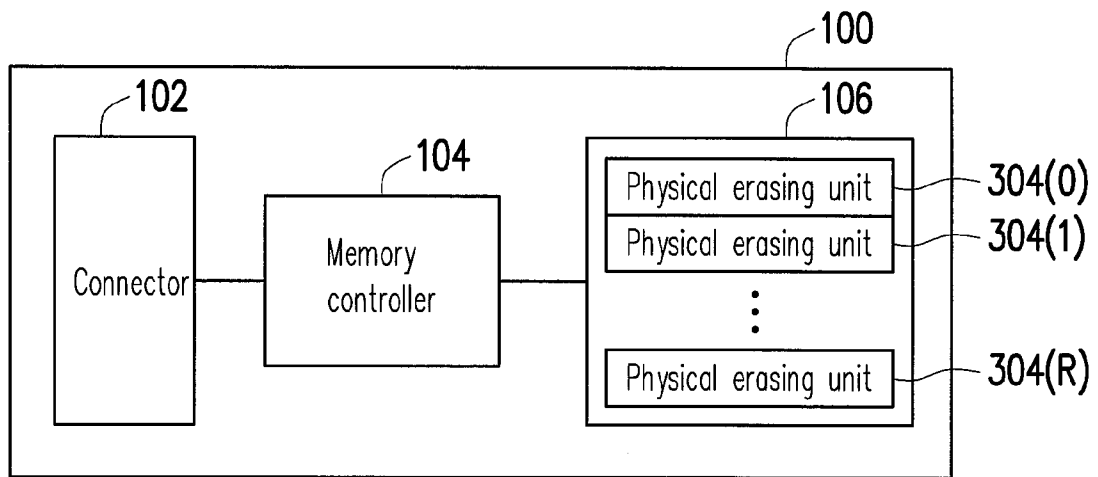 100
102
106
104
Physical erasing unit
304(0)
Physical erasing unit
304(1)
Memory
controller
Connector
Physical erasing unit
304(R)